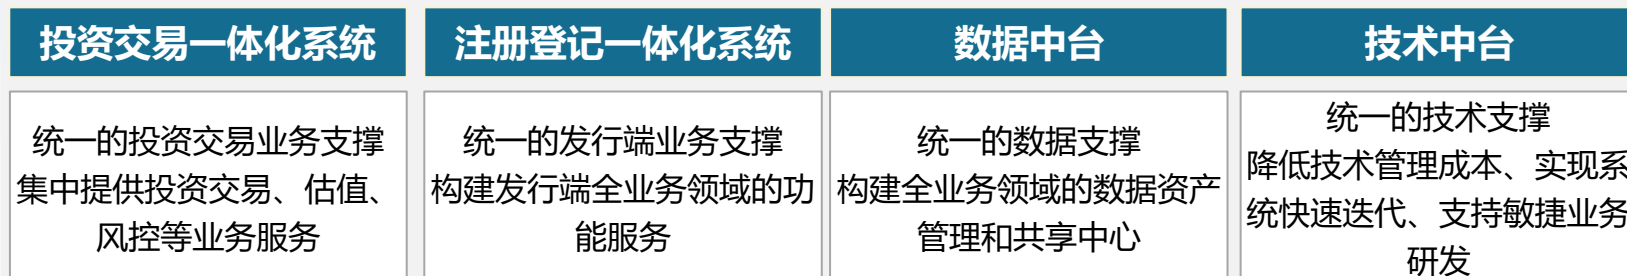 投资交易一体化系统
统一的投资交易业务支撑
集中提供投资交易、估值、
风控等业务服务
注册登记一体化系统
统一的发行端业务支撑
构建发行端全业务领域的功
能服务
数据中台
统一的数据支撑
构建全业务领域的数据资产
管理和共享中心
技术中台
统一的技术支撑
降低技术管理成本、实现系
统快速迭代、支持敏捷业务
研发